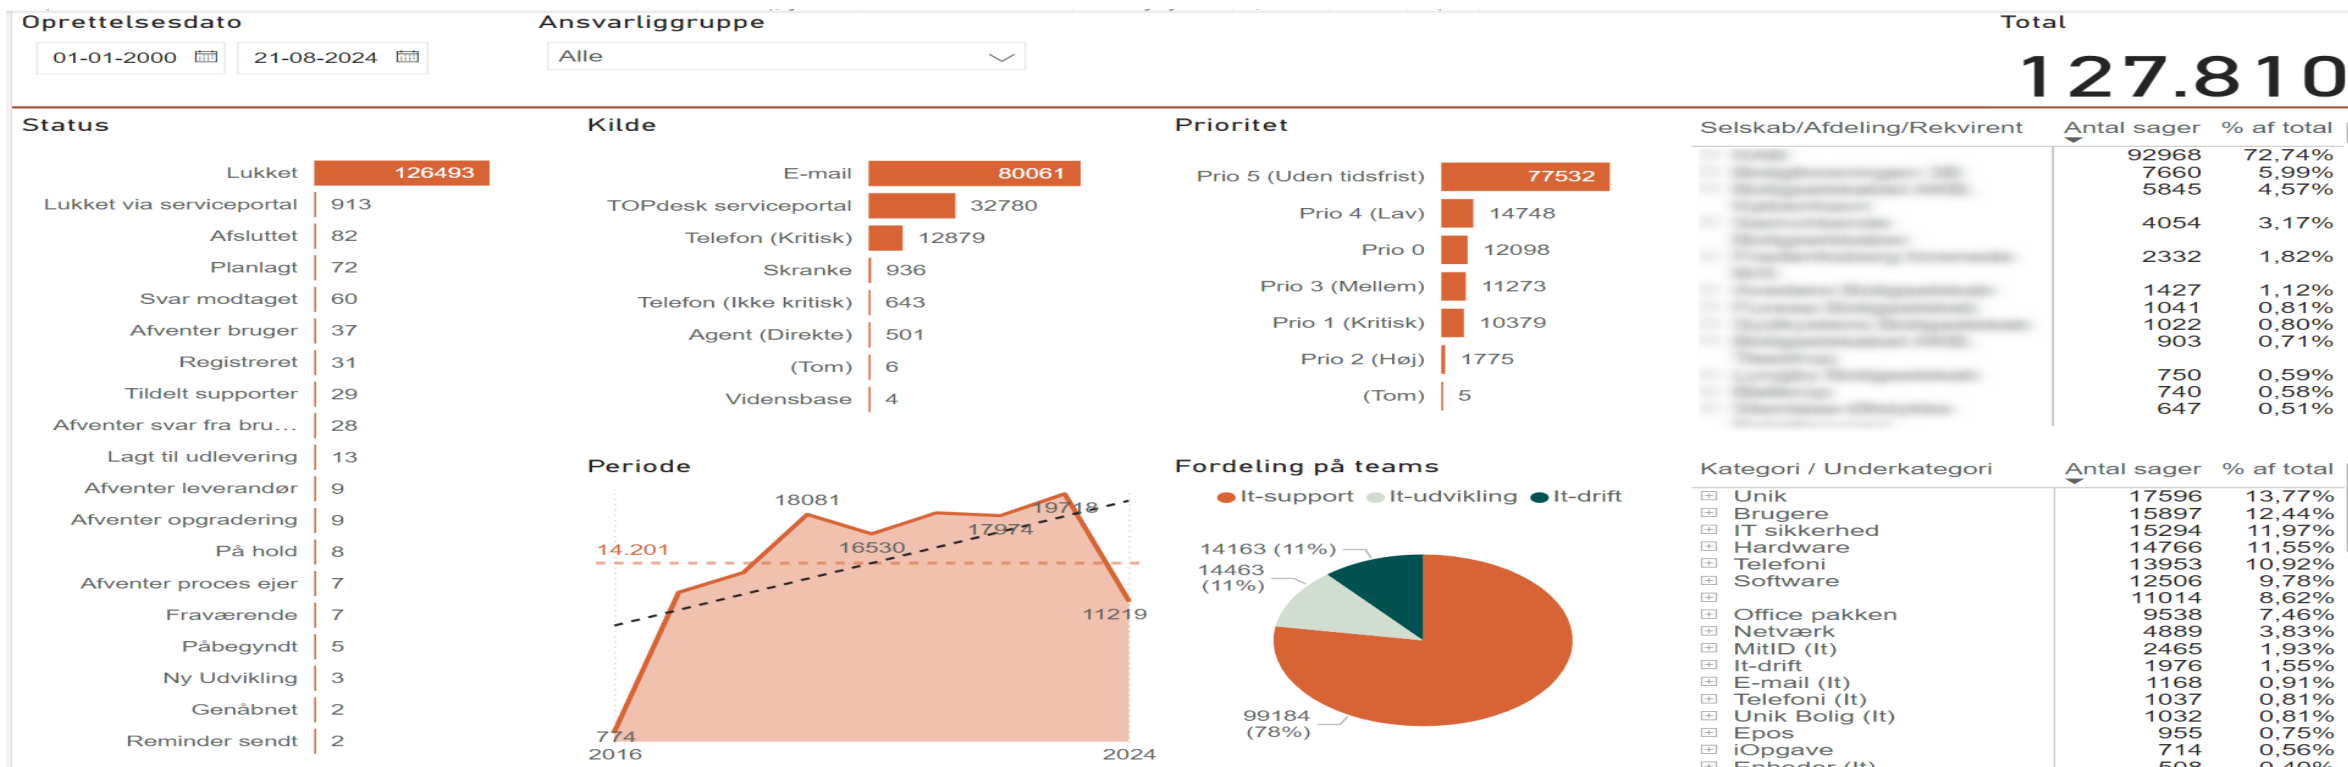 Oprettelsesdato
01-01-2000
21-08-2024
Ansvarliggruppe
Alle
Total
127.810
Status
Lukket 126493
Lukket via serviceportal 913
Afsluttet 82
Planlagt 72
Svar modtaget 60
Afventer bruger 37
Registreret 31
Tildelt supporter 29
Afventer svar fra bru... 28
Lagt til udlevering 13
Afventer leverandør 9
Afventer opgradering 9
På hold 8
Afventer proces ejer 7
Fraværende 7
Påbegyndt 5
Ny Udvikling 3
Genåbnet 2
Reminder sendt 2
Kilde
E-mail 80061
TOPdesk serviceportal 32780
Telefon (Kritisk) 12879
Skranke 936
Telefon (Ikke kritisk) 643
Agent (Direkte) 501
(Tom) 6
Vidensbase 4
Prioritet
Prio 5 (Uden tidsfrist) 77532
Prio 4 (Lav) 14748
Prio 0 12098
Prio 3 (Mellem) 11273
Prio 1 (Kritisk) 10379
Prio 2 (Høj) 1775
(Tom) 5
Selskab/Afdeling/Rekvirent Antal sager % af total
92968 72,74%
7660 5,99%
5845 4,57%
4054 3,17%
2332 1,82%
1427 1,12%
1041 0,81%
1022 0,80%
903 0,71%
750 0,59%
740 0,58%
647 0,51%
Periode
18081
19718
17974
16530
14.201
11219
774
2016 2024
Fordeling på teams
It-support It-udvikling It-drift
14163 (11%)
14463
(11%)
99184
(78%)
Kategori / Underkategori Antal sager % af total
Unik 17596 13,77%
Brugere 15897 12,44%
IT sikkerhed 15294 11,97%
Hardware 14766 11,55%
Telefoni 13953 10,92%
Software 12506 9,78%
11014 8,62%
Office pakken 9538 7,46%
Netværk 4889 3,83%
MitID (It) 2465 1,93%
It-drift 1976 1,55%
E-mail (It) 1168 0,91%
Telefoni (It) 1037 0,81%
Unik Bolig (It) 1032 0,81%
Epos 955 0,75%
iOpgave 714 0,56%